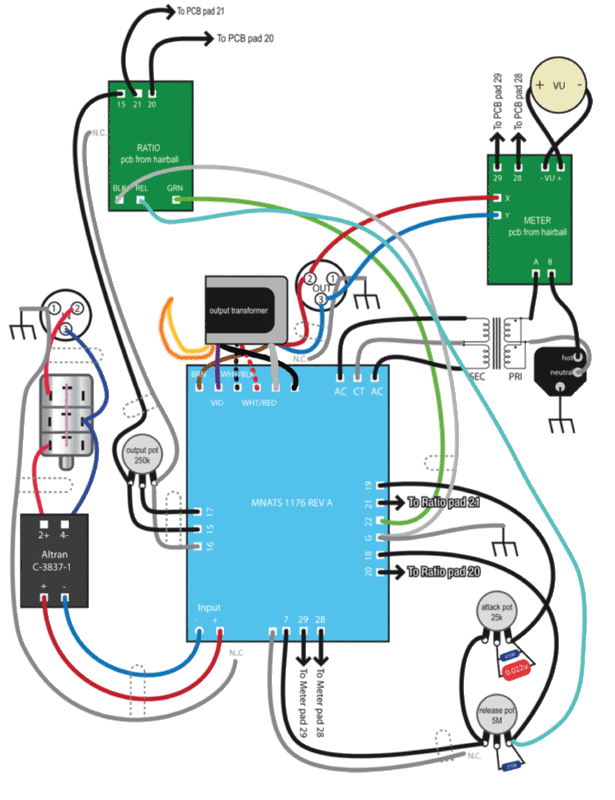 To PCB pad 21
To PCB pad 20
15 21 20
N.C.
RATIO
pcb from hairball
BLK REL GRN
To PCB pad 29
To PCB pad 28
+ VU -
29 28 - VU +
X
Y
METER
pcb from hairball
A B
output transformer
2 1
OUT
3
N.C
1 2
IN
3
BRN WHT/BLK
VIO WHT/RED
AC CT AC
SEC PRI
hot
neutral
output pot
250k
MNATS 1176 REV A
17
15
16
19
21
22
G
18
20
To Ratio pad 21
To Ratio pad 20
2+ 4-
Altran
C-3837-1
+ -
Input
- +
N.C
7 29 28
To Meter pad 29
To Meter pad 28
attack pot
25k
0.022u
release pot
5M
N.C.